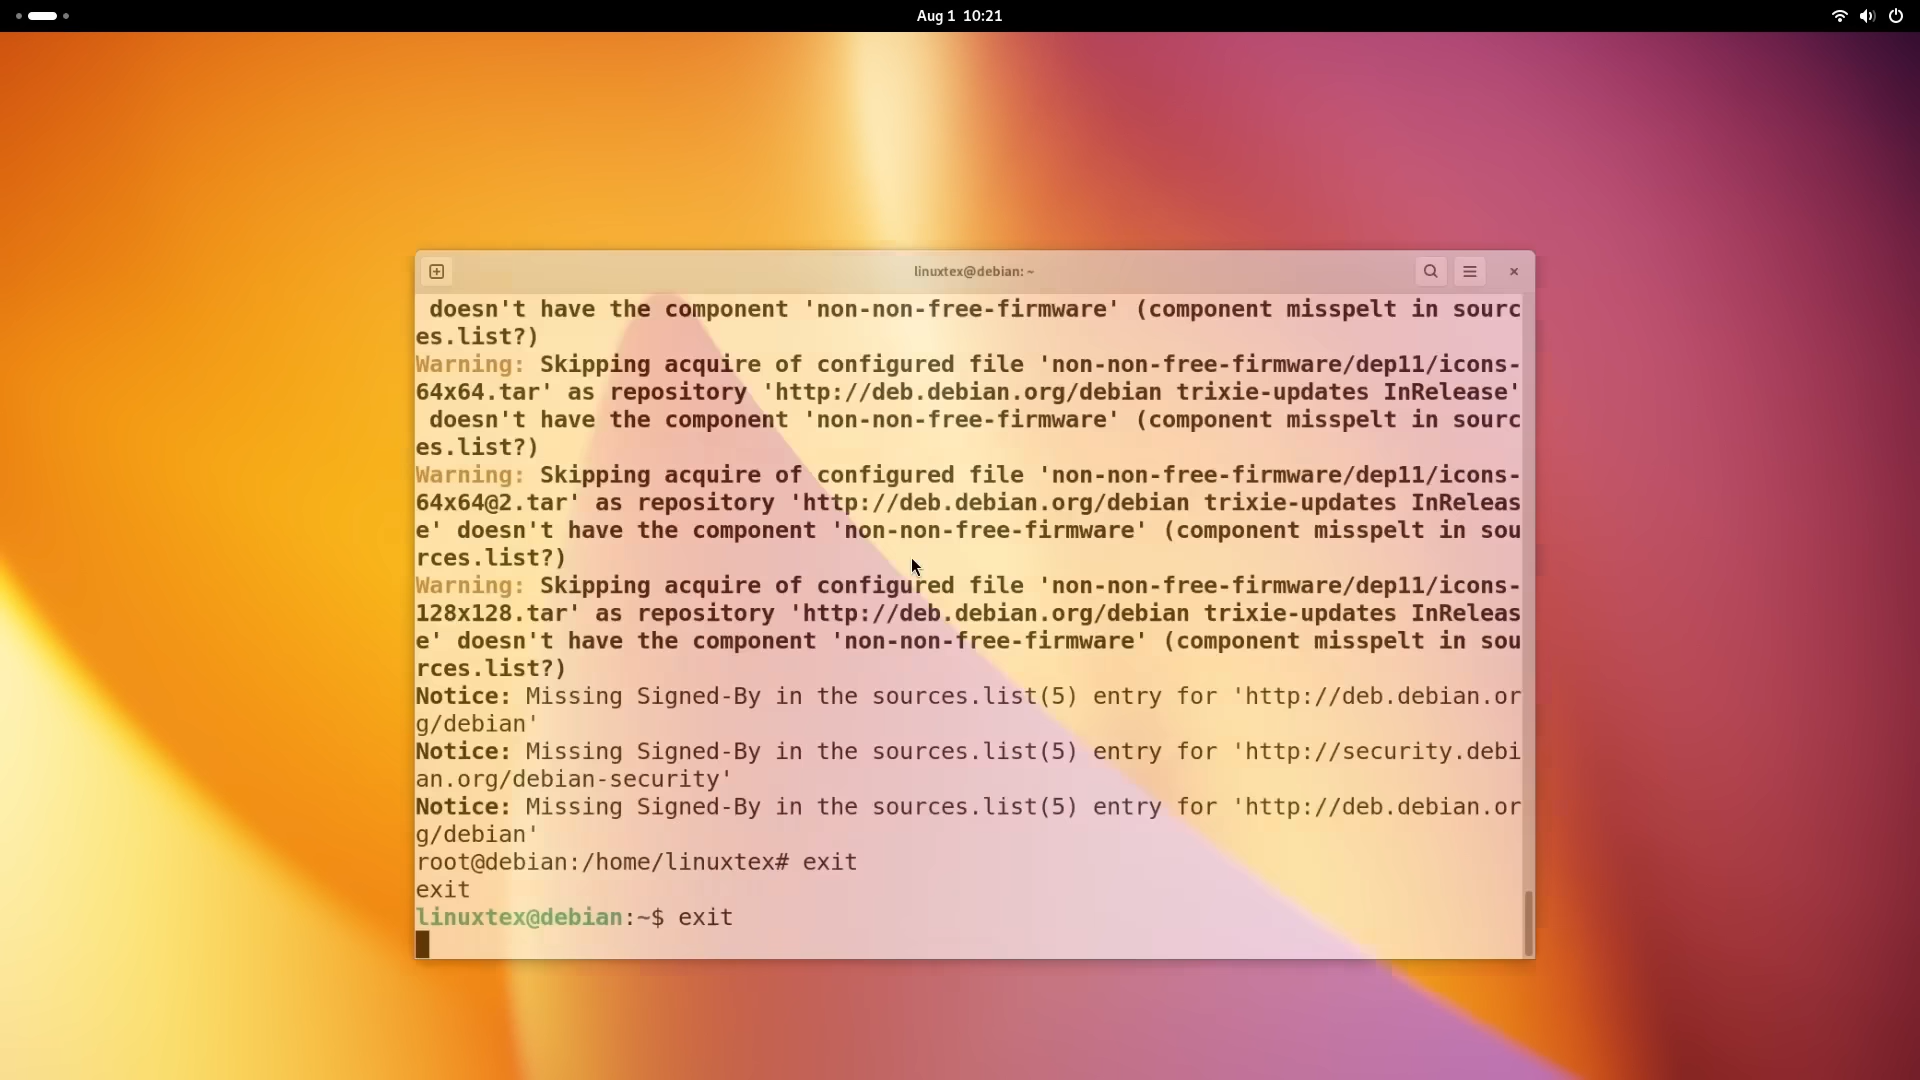 Aug 1 10:21
linuxtex@debian: ~
doesn't have the component 'non-non-free-firmware' (component misspelt in sourc
es.list?)
Warning: Skipping acquire of configured file 'non-non-free-firmware/dep11/icons-
64x64.tar' as repository 'http://deb.debian.org/debian trixie-updates InRelease'
doesn't have the component 'non-non-free-firmware' (component misspelt in sourc
es.list?)
Warning: Skipping acquire of configured file 'non-non-free-firmware/dep11/icons-
64x64@2.tar' as repository 'http://deb.debian.org/debian trixie-updates InReleas
e' doesn't have the component 'non-non-free-firmware' (component misspelt in sou
rces.list?)
Warning: Skipping acquire of configured file 'non-non-free-firmware/dep11/icons-
128x128.tar' as repository 'http://deb.debian.org/debian trixie-updates InReleas
e' doesn't have the component 'non-non-free-firmware' (component misspelt in sou
rces.list?)
Notice: Missing Signed-By in the sources.list(5) entry for 'http://deb.debian.or
g/debian'
Notice: Missing Signed-By in the sources.list(5) entry for 'http://security.debi
an.org/debian-security'
Notice: Missing Signed-By in the sources.list(5) entry for 'http://deb.debian.or
g/debian'
root@debian:/home/linuxtex# exit
exit
linuxtex@debian:~$ exit